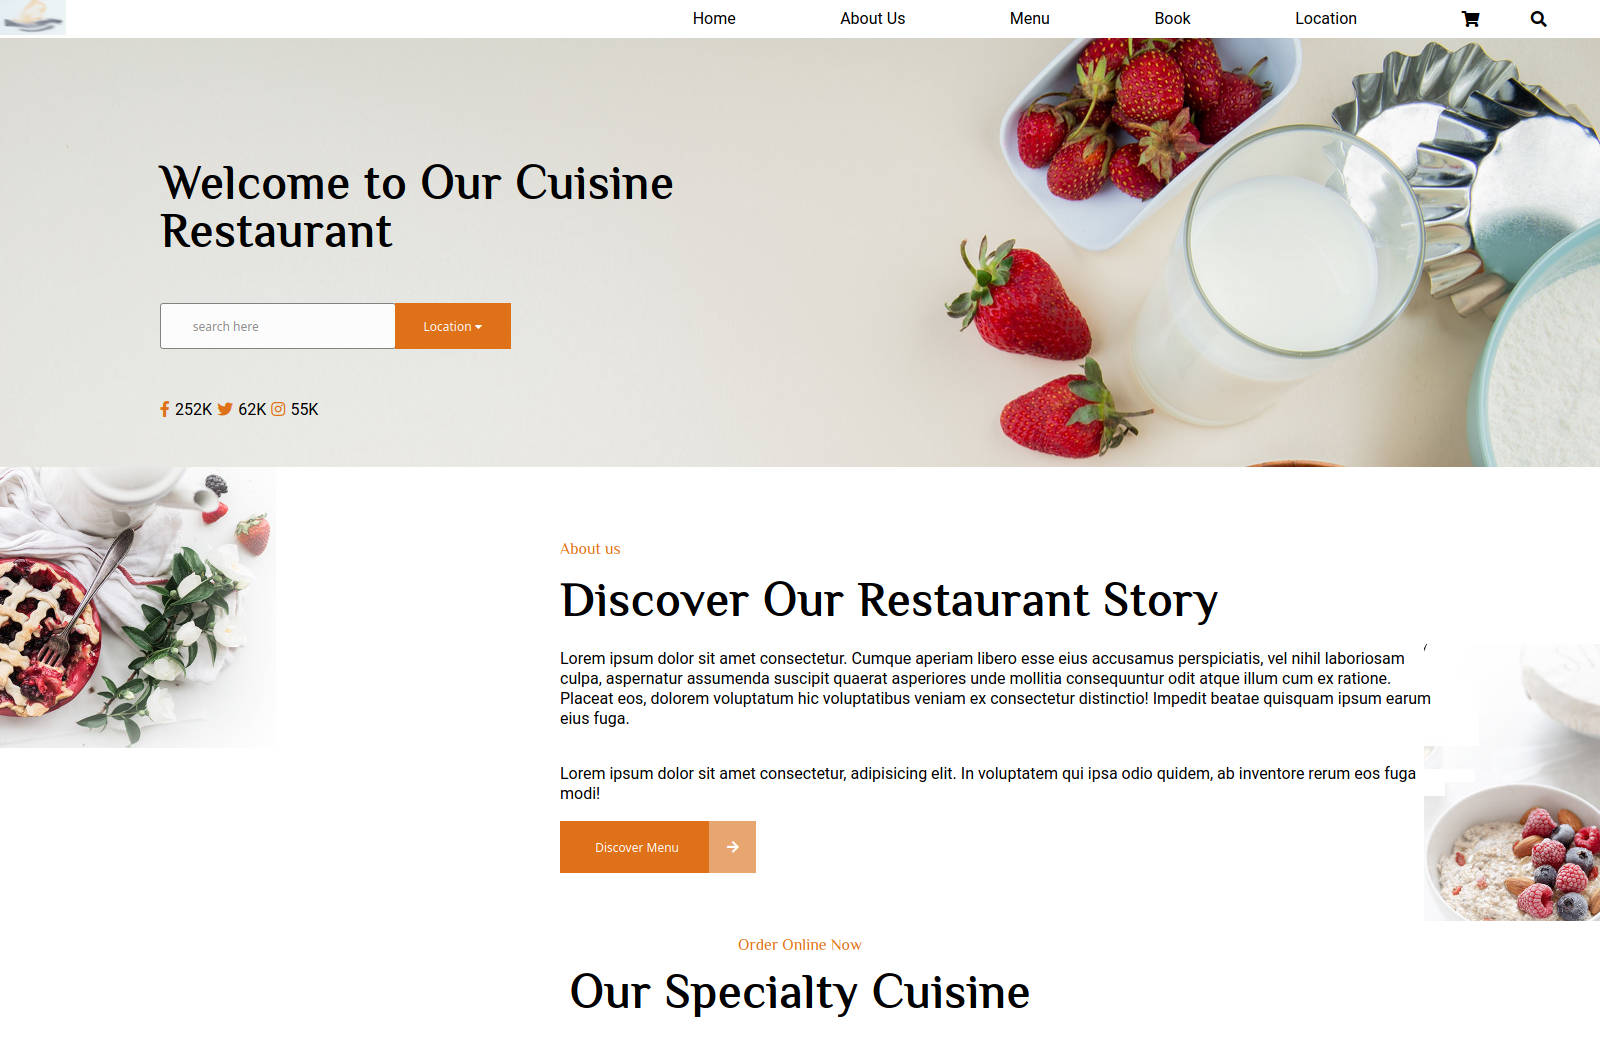 Home About Us Menu Book Location
Welcome to Our Cuisine
Restaurant
search here Location
252K 62K 55K
About us
Discover Our Restaurant Story
Lorem ipsum dolor sit amet consectetur. Cumque aperiam libero esse eius accusamus perspiciatis, vel nihil laboriosam
culpa, aspernatur assumenda suscipit quaerat asperiores unde mollitia consequuntur odit atque illum cum ex ratione.
Placeat eos, dolorem voluptatum hic voluptatibus veniam ex consectetur distinctio! Impedit beatae quisquam ipsum earum
eius fuga.
Lorem ipsum dolor sit amet consectetur, adipisicing elit. In voluptatem qui ipsa odio quidem, ab inventore rerum eos fuga
modi!
Discover Menu
Order Online Now
Our Specialty Cuisine